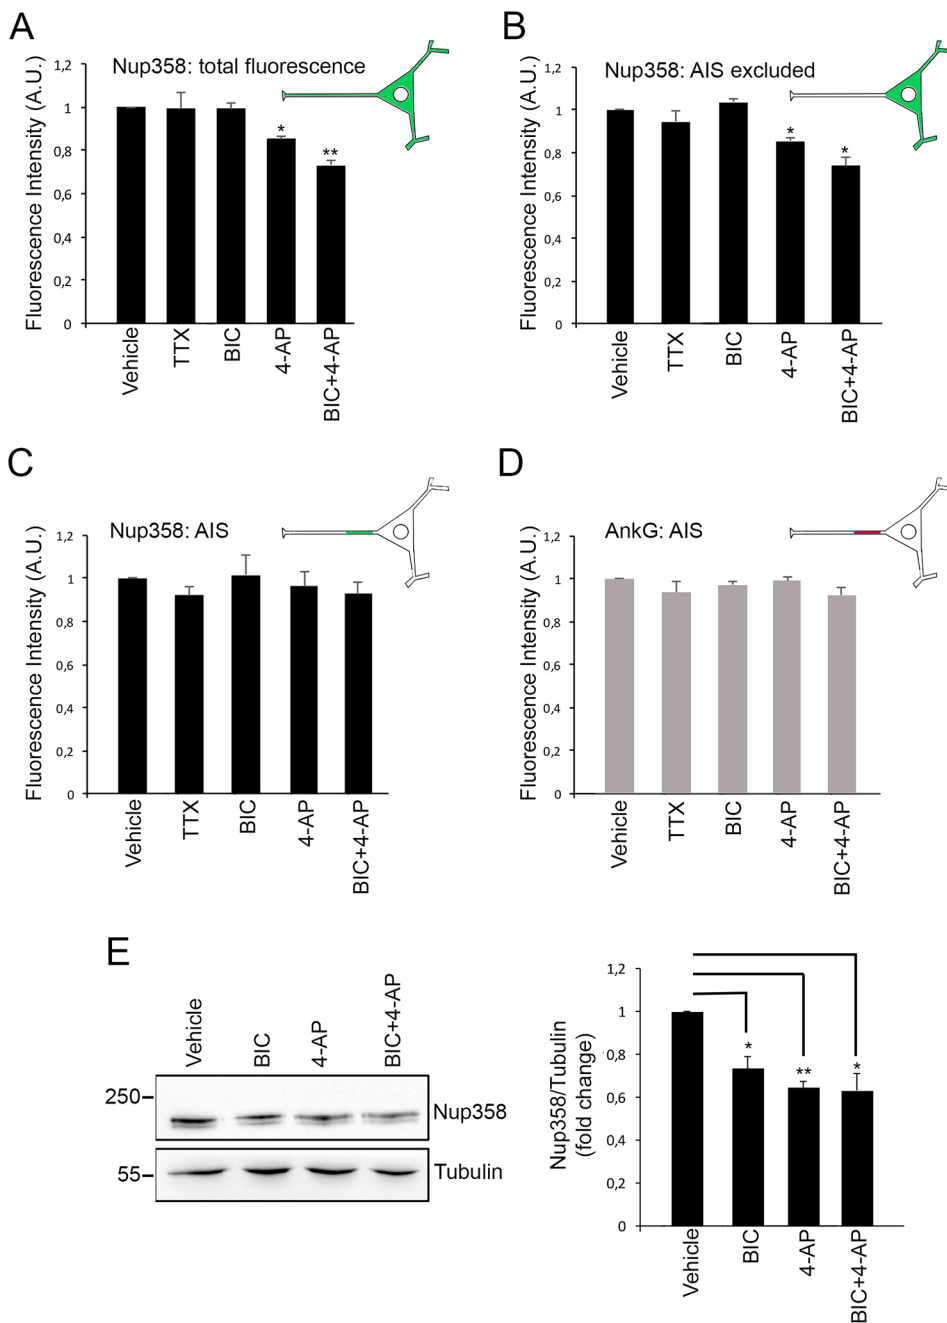 A
Nup358: total fluorescence
Fluorescence Intensity (A.U.)
1,2
1
0,8
0,6
0,4
0,2
0
*
**
Vehicle
TTX
BIC
4-AP
BIC+4-AP
B
Nup358: AIS excluded
Fluorescence Intensity (A.U.)
1,2
1
0,8
0,6
0,4
0,2
0
*
*
Vehicle
TTX
BIC
4-AP
BIC+4-AP
C
Nup358: AIS
Fluorescence Intensity (A.U.)
1,2
1
0,8
0,6
0,4
0,2
0
Vehicle
TTX
BIC
4-AP
BIC+4-AP
D
AnkG: AIS
Fluorescence Intensity (A.U.)
1,2
1
0,8
0,6
0,4
0,2
0
Vehicle
TTX
BIC
4-AP
BIC+4-AP
E
Vehicle
BIC
4-AP
BIC+4-AP
250
Nup358
55
Tubulin
Nup358/Tubulin
(fold change)
1,2
1
0,8
0,6
0,4
0,2
0
*
**
*
Vehicle
BIC
4-AP
BIC+4-AP